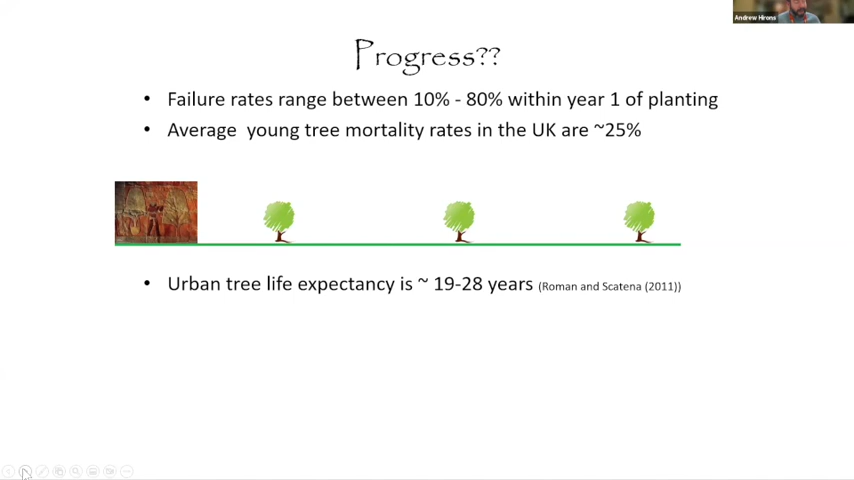 Andrew Hirons
Progress??
• Failure rates range between 10% - 80% within year 1 of planting
• Average young tree mortality rates in the UK are ~25%
• Urban tree life expectancy is ~ 19-28 years (Roman and Scatena (2011))